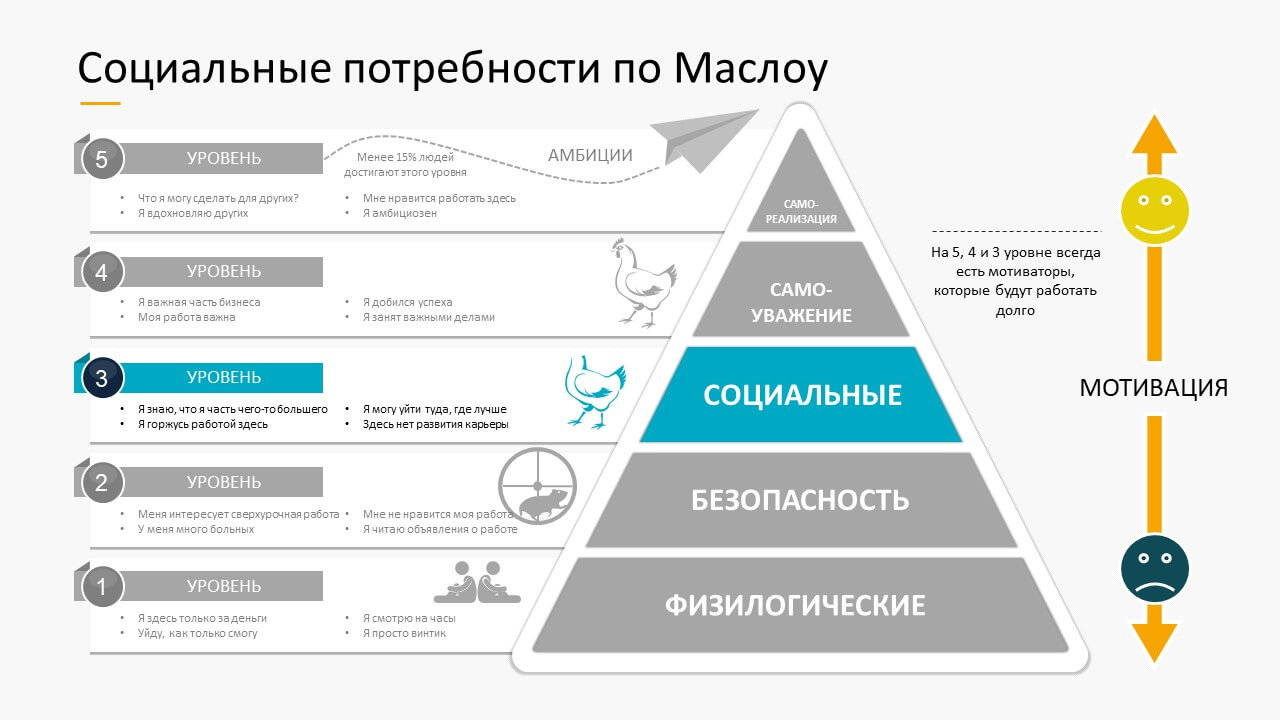 Социальные потребности по Маслоу
5
УРОВЕНЬ
Менее 15% людей
достигают этого уровня
АМБИЦИИ
• Что я могу сделать для других?
• Я вдохновляю других
• Мне нравится работать здесь
• Я амбициозен
САМО-
РЕАЛИЗАЦИЯ
4
УРОВЕНЬ
• Я важная часть бизнеса
• Моя работа важна
• Я добился успеха
• Я занят важными делами
САМО-
УВАЖЕНИЕ
На 5, 4 и 3 уровне всегда
есть мотиваторы,
которые будут работать
долго
3
УРОВЕНЬ
• Я знаю, что я часть чего-то большего
• Я горжусь работой здесь
• Я могу уйти туда, где лучше
• Здесь нет развития карьеры
СОЦИАЛЬНЫЕ
МОТИВАЦИЯ
2
УРОВЕНЬ
• Меня интересует сверхурочная работа
• У меня много больных
• Мне не нравится моя работа
• Я читаю объявления о работе
БЕЗОПАСНОСТЬ
1
УРОВЕНЬ
• Я здесь только за деньги
• Уйду, как только смогу
• Я смотрю на часы
• Я просто винтик
ФИЗИЛОГИЧЕСКИЕ